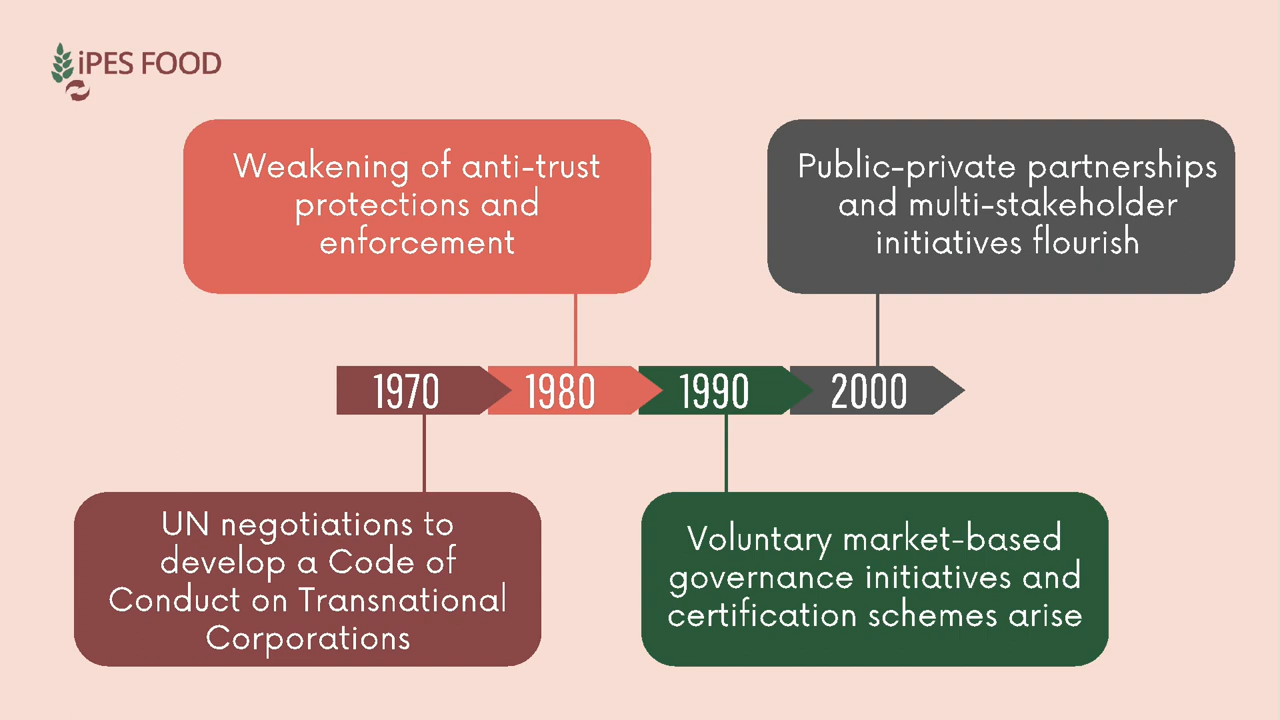 iPES FOOD
Weakening of anti-trust
protections and
enforcement
Public-private partnerships
and multi-stakeholder
initiatives flourish
1970
1980
1990
2000
UN negotiations to
develop a Code of
Conduct on Transnational
Corporations
Voluntary market-based
governance initiatives and
certification schemes arise